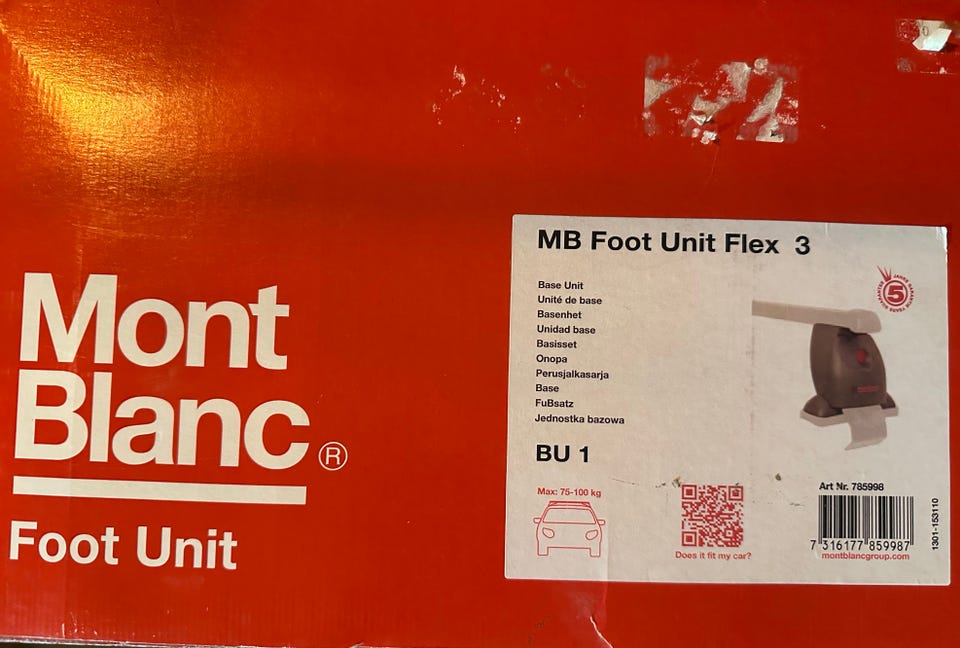 Mont
Blanc®
Foot Unit
MB Foot Unit Flex 3
Base Unit
Unité de base
Basenhet
Unidad base
Basisset
Onopa
Perusjalkasarja
Base
FuBsatz
Jednostka bazowa
BU 1
Max: 75-100 kg
Does it fit my car?
5
Art Nr. 785998
7 316177 859987
montblancgroup.com
1301-153110